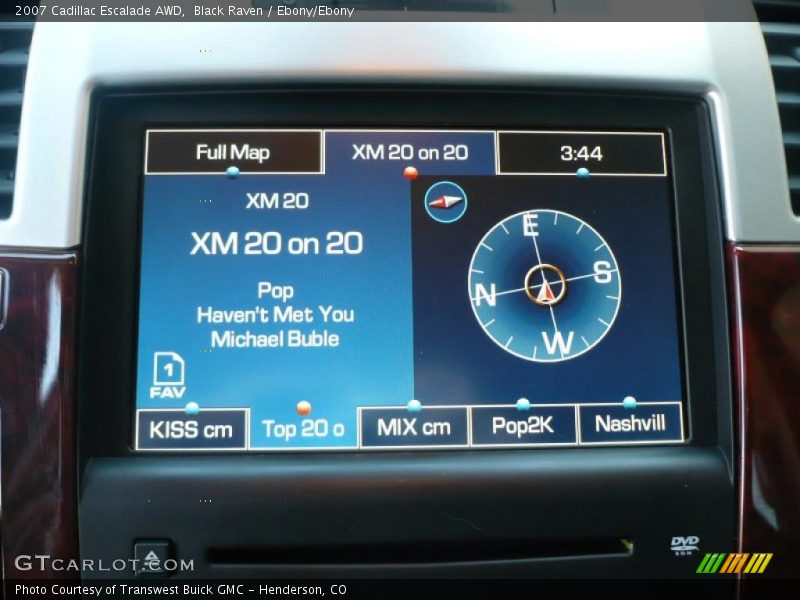 2007 Cadillac Escalade AWD,  Black Raven / Ebony/Ebony
Full Map
XM 20 on 20
3:44
XM 20
XM 20 on 20
Pop
Haven't Met You
Michael Buble
E
S
N
W
1
FAV
KISS cm
Top 20 o
MIX cm
Pop2K
Nashvill
DVD
ROM
GTCARLOT.COM
Photo Courtesy of Transwest Buick GMC - Henderson, CO